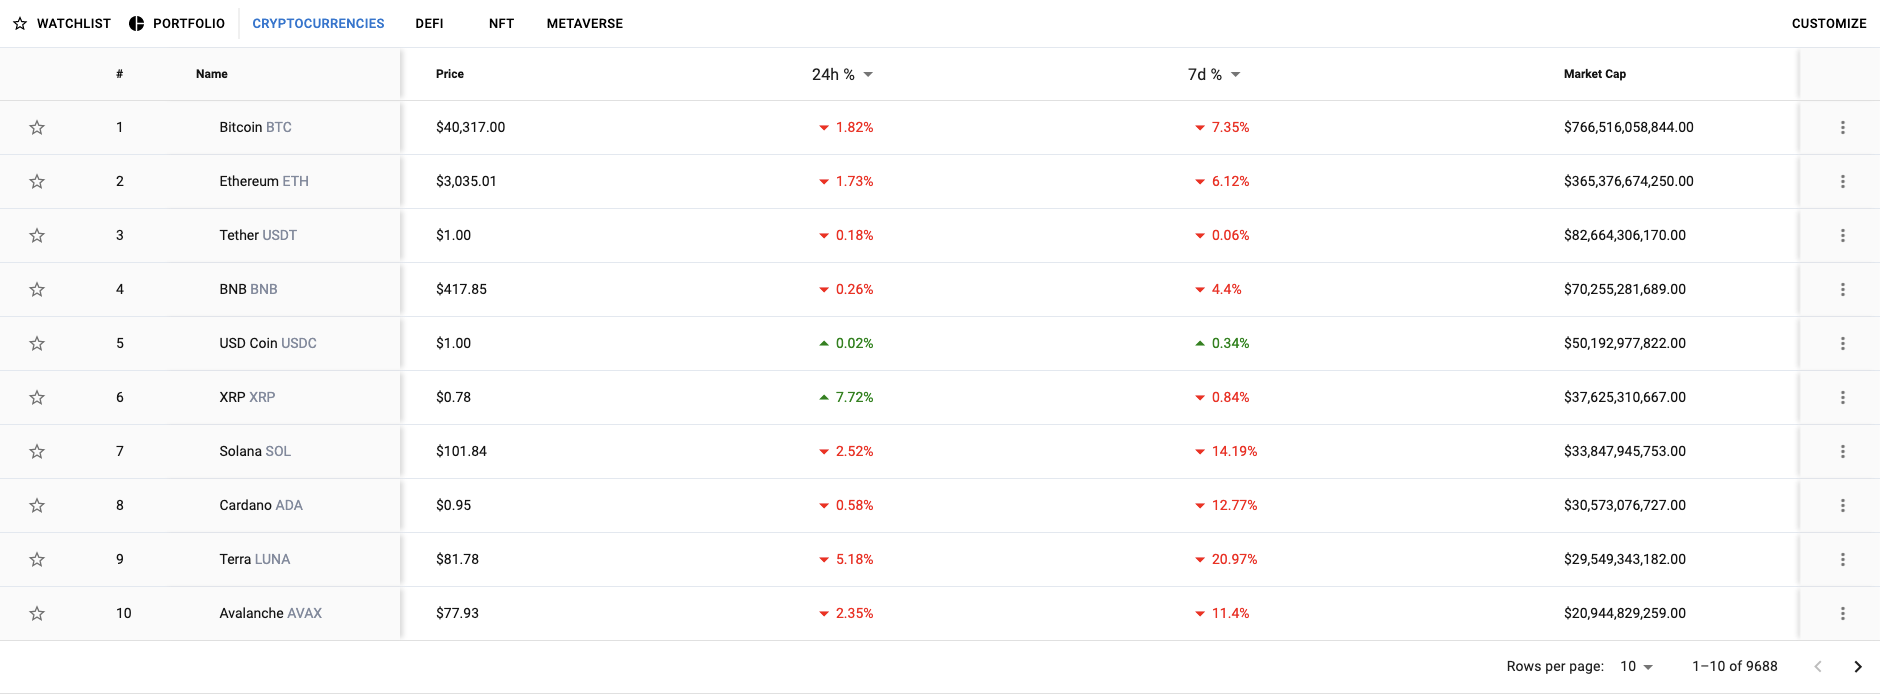 WATCHLIST PORTFOLIO CRYPTOCURRENCIES DEFI NFT METAVERSE CUSTOMIZE
# Name Price 24h % 7d % Market Cap
1 Bitcoin BTC $40,317.00 1.82% 7.35% $766,516,058,844.00
2 Ethereum ETH $3,035.01 1.73% 6.12% $365,376,674,250.00
3 Tether USDT $1.00 0.18% 0.06% $82,664,306,170.00
4 BNB BNB $417.85 0.26% 4.4% $70,255,281,689.00
5 USD Coin USDC $1.00 0.02% 0.34% $50,192,977,822.00
6 XRP XRP $0.78 7.72% 0.84% $37,625,310,667.00
7 Solana SOL $101.84 2.52% 14.19% $33,847,945,753.00
8 Cardano ADA $0.95 0.58% 12.77% $30,573,076,727.00
9 Terra LUNA $81.78 5.18% 20.97% $29,549,343,182.00
10 Avalanche AVAX $77.93 2.35% 11.4% $20,944,829,259.00
Rows per page: 10 1–10 of 9688